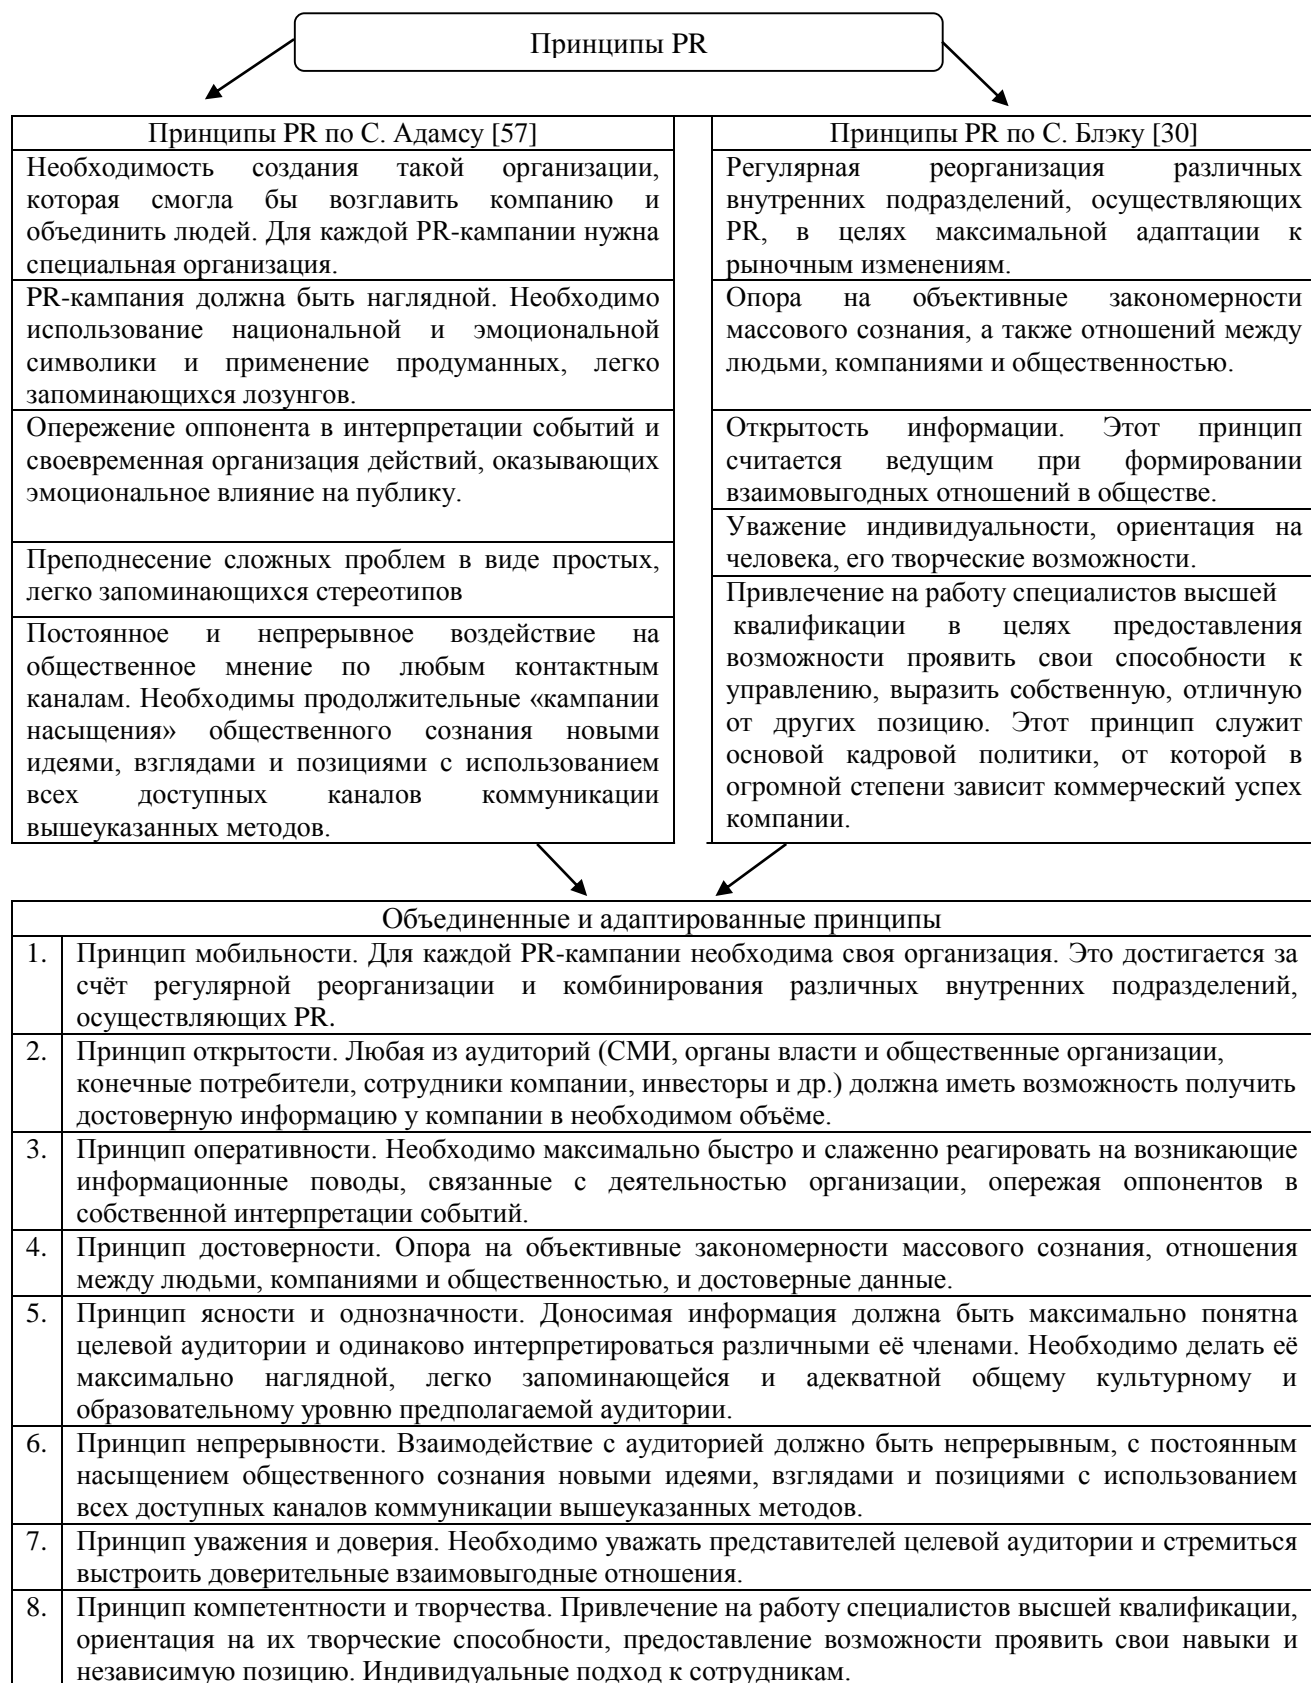 Принципы PR
Принципы PR по С. Адамсу [57]
Необходимость создания такой организации,
которая смогла бы возглавить компанию и
объединить людей. Для каждой PR-кампании нужна
специальная организация.
PR-кампания должна быть наглядной. Необходимо
использование национальной и эмоциональной
символики и применение продуманных, легко
запоминающихся лозунгов.
Опережение оппонента в интерпретации событий и
своевременная организация действий, оказывающих
эмоциональное влияние на публику.
Преподнесение сложных проблем в виде простых,
легко запоминающихся стереотипов
Постоянное и непрерывное воздействие на
общественное мнение по любым контактным
каналам. Необходимы продолжительные «кампании
насыщения» общественного сознания новыми
идеями, взглядами и позициями с использованием
всех доступных каналов коммуникации
вышеуказанных методов.
Принципы PR по С. Блэку [30]
Регулярная реорганизация различных
внутренних подразделений, осуществляющих
PR, в целях максимальной адаптации к
рыночным изменениям.
Опора на объективные закономерности
массового сознания, а также отношений между
людьми, компаниями и общественностью.
Открытость информации. Этот принцип
считается ведущим при формировании
взаимовыгодных отношений в обществе.
Уважение индивидуальности, ориентация на
человека, его творческие возможности.
Привлечение на работу специалистов высшей
квалификации в целях предоставления
возможности проявить свои способности к
управлению, выразить собственную, отличную
от других позицию. Этот принцип служит
основой кадровой политики, от которой в
огромной степени зависит коммерческий успех
компании.
Объединенные и адаптированные принципы
1. Принцип мобильности. Для каждой PR-кампании необходима своя организация. Это достигается за
счёт регулярной реорганизации и комбинирования различных внутренних подразделений,
осуществляющих PR.
2. Принцип открытости. Любая из аудиторий (СМИ, органы власти и общественные организации,
конечные потребители, сотрудники компании, инвесторы и др.) должна иметь возможность получить
достоверную информацию у компании в необходимом объёме.
3. Принцип оперативности. Необходимо максимально быстро и слаженно реагировать на возникающие
информационные поводы, связанные с деятельностью организации, опережая оппонентов в
собственной интерпретации событий.
4. Принцип достоверности. Опора на объективные закономерности массового сознания, отношения
между людьми, компаниями и общественностью, и достоверные данные.
5. Принцип ясности и однозначности. Доносимая информация должна быть максимально понятна
целевой аудитории и одинаково интерпретироваться различными её членами. Необходимо делать её
максимально наглядной, легко запоминающейся и адекватной общему культурному и
образовательному уровню предполагаемой аудитории.
6. Принцип непрерывности. Взаимодействие с аудиторией должно быть непрерывным, с постоянным
насыщением общественного сознания новыми идеями, взглядами и позициями с использованием
всех доступных каналов коммуникации вышеуказанных методов.
7. Принцип уважения и доверия. Необходимо уважать представителей целевой аудитории и стремиться
выстроить доверительные взаимовыгодные отношения.
8. Принцип компетентности и творчества. Привлечение на работу специалистов высшей квалификации,
ориентация на их творческие способности, предоставление возможности проявить свои навыки и
независимую позицию. Индивидуальные подход к сотрудникам.